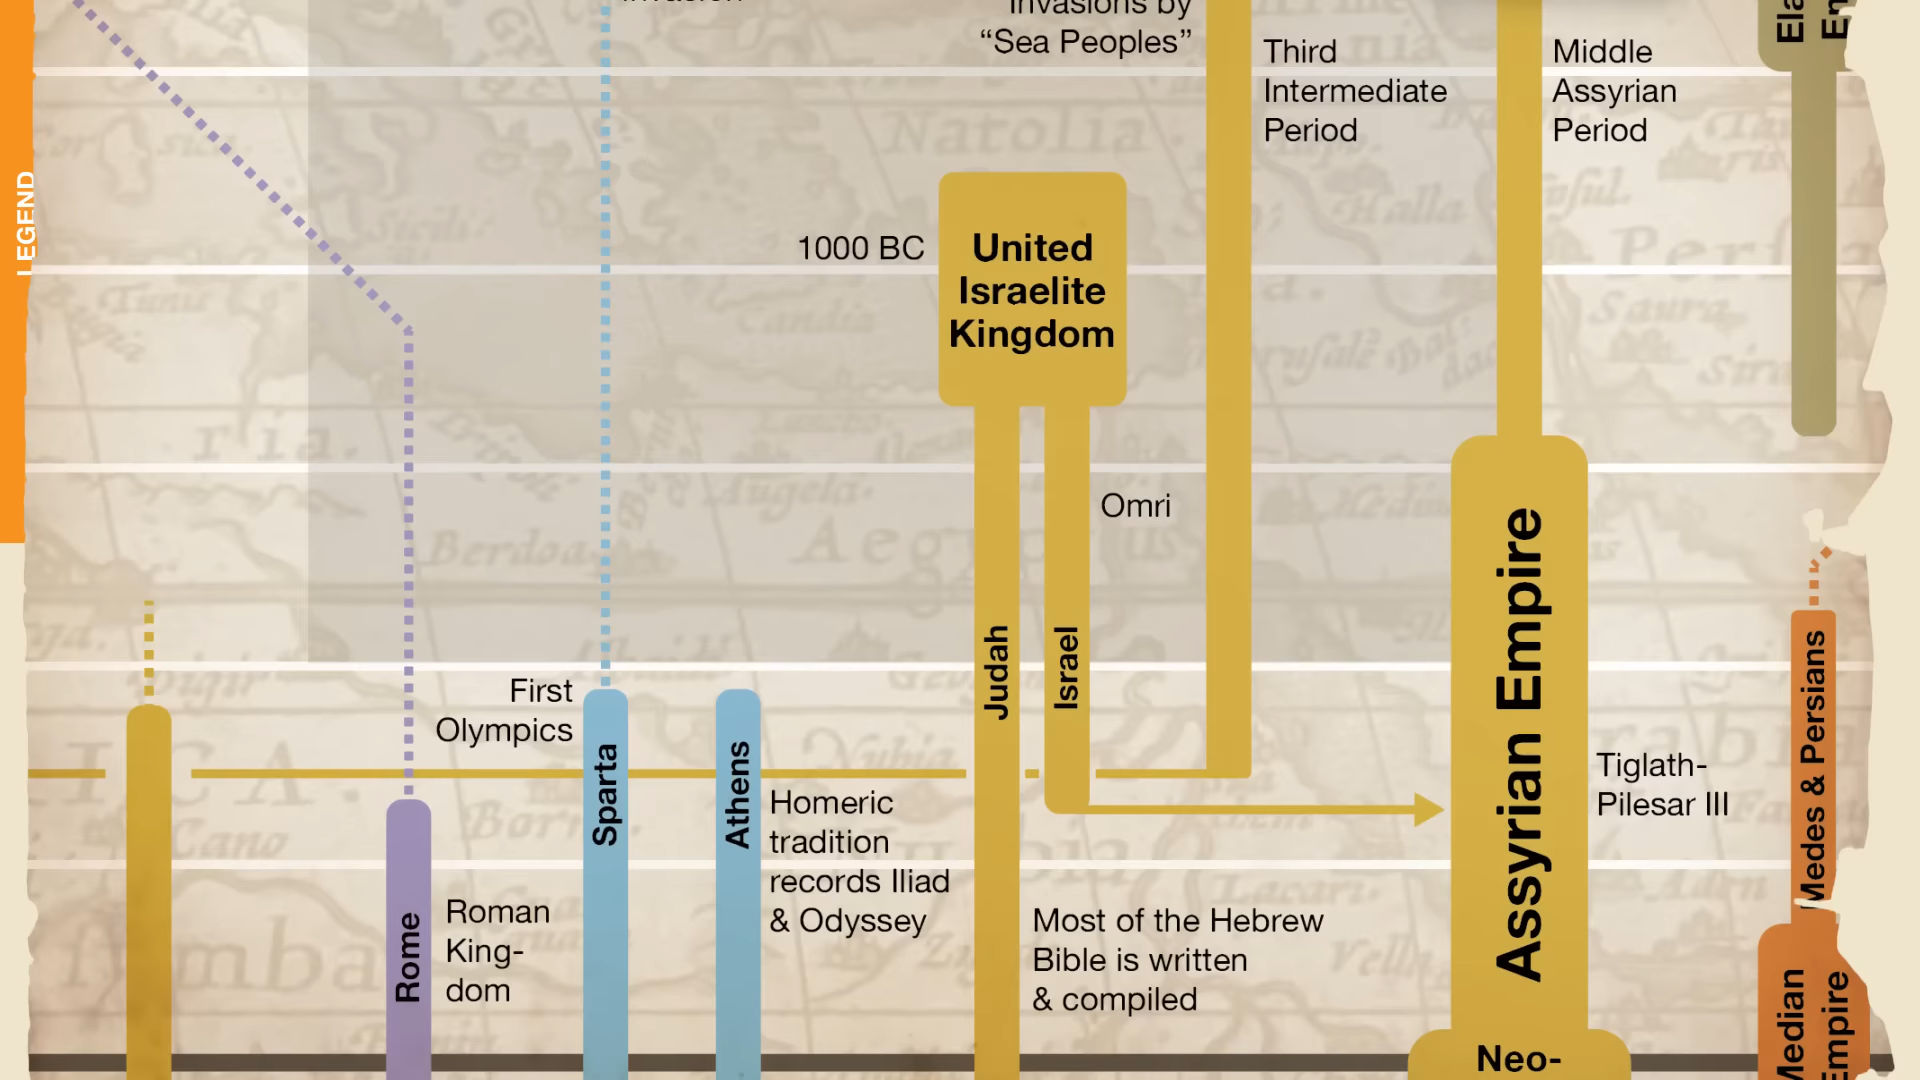 Invasion
Invasions by
“Sea Peoples”
Third
Intermediate
Period
Middle
Assyrian
Period
LEGEND
Natolia
1000 BC
United
Israelite
Kingdom
Omri
Judah
Israel
Assyrian Empire
Medes & Persians
First
Olympics
Sparta
Athens
Homeric
tradition
records Iliad
& Odyssey
Tiglath-
Pilesar III
Rome
Roman
King-
dom
Most of the Hebrew
Bible is written
& compiled
Neo-
Median
Empire